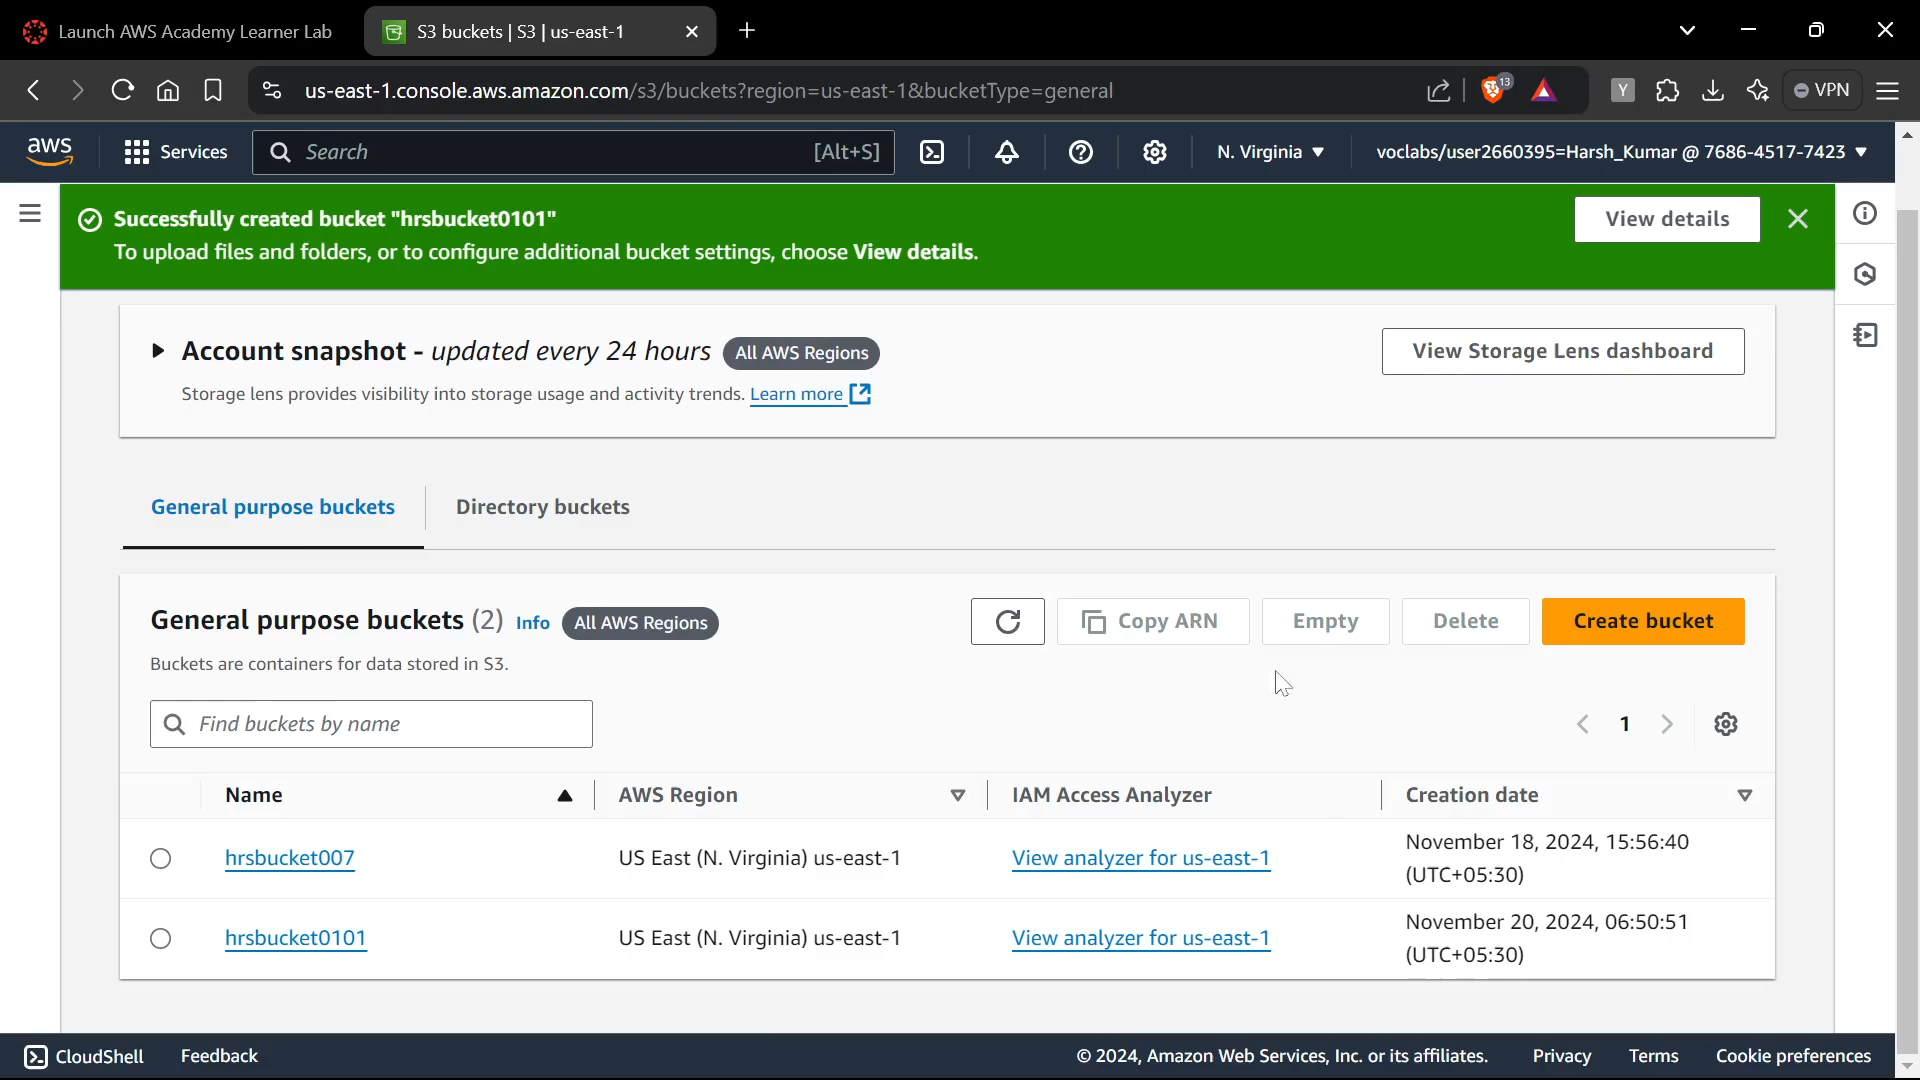 Launch AWS Academy Learner Lab
S3 buckets | S3 | us-east-1
us-east-1.console.aws.amazon.com/s3/buckets?region=us-east-1&bucketType=general
13
Y
VPN
aws
Services
Search
[Alt+S]
N. Virginia
voclabs/user2660395=Harsh_Kumar @ 7686-4517-7423
Successfully created bucket "hrsbucket0101"
To upload files and folders, or to configure additional bucket settings, choose View details.
View details
Account snapshot - updated every 24 hours
All AWS Regions
View Storage Lens dashboard
Storage lens provides visibility into storage usage and activity trends. Learn more
General purpose buckets
Directory buckets
General purpose buckets (2)
Info
All AWS Regions
Copy ARN
Empty
Delete
Create bucket
Buckets are containers for data stored in S3.
Find buckets by name
1
Name
AWS Region
IAM Access Analyzer
Creation date
hrsbucket007
US East (N. Virginia) us-east-1
View analyzer for us-east-1
November 18, 2024, 15:56:40
(UTC+05:30)
hrsbucket0101
US East (N. Virginia) us-east-1
View analyzer for us-east-1
November 20, 2024, 06:50:51
(UTC+05:30)
CloudShell
Feedback
© 2024, Amazon Web Services, Inc. or its affiliates.
Privacy
Terms
Cookie preferences